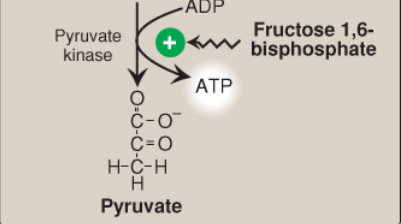 ADP
Pyruvate
kinase
+
Fructose 1,6-
bisphosphate
ATP
O
C-O⁻
C=O
H-C-H
H
Pyruvate